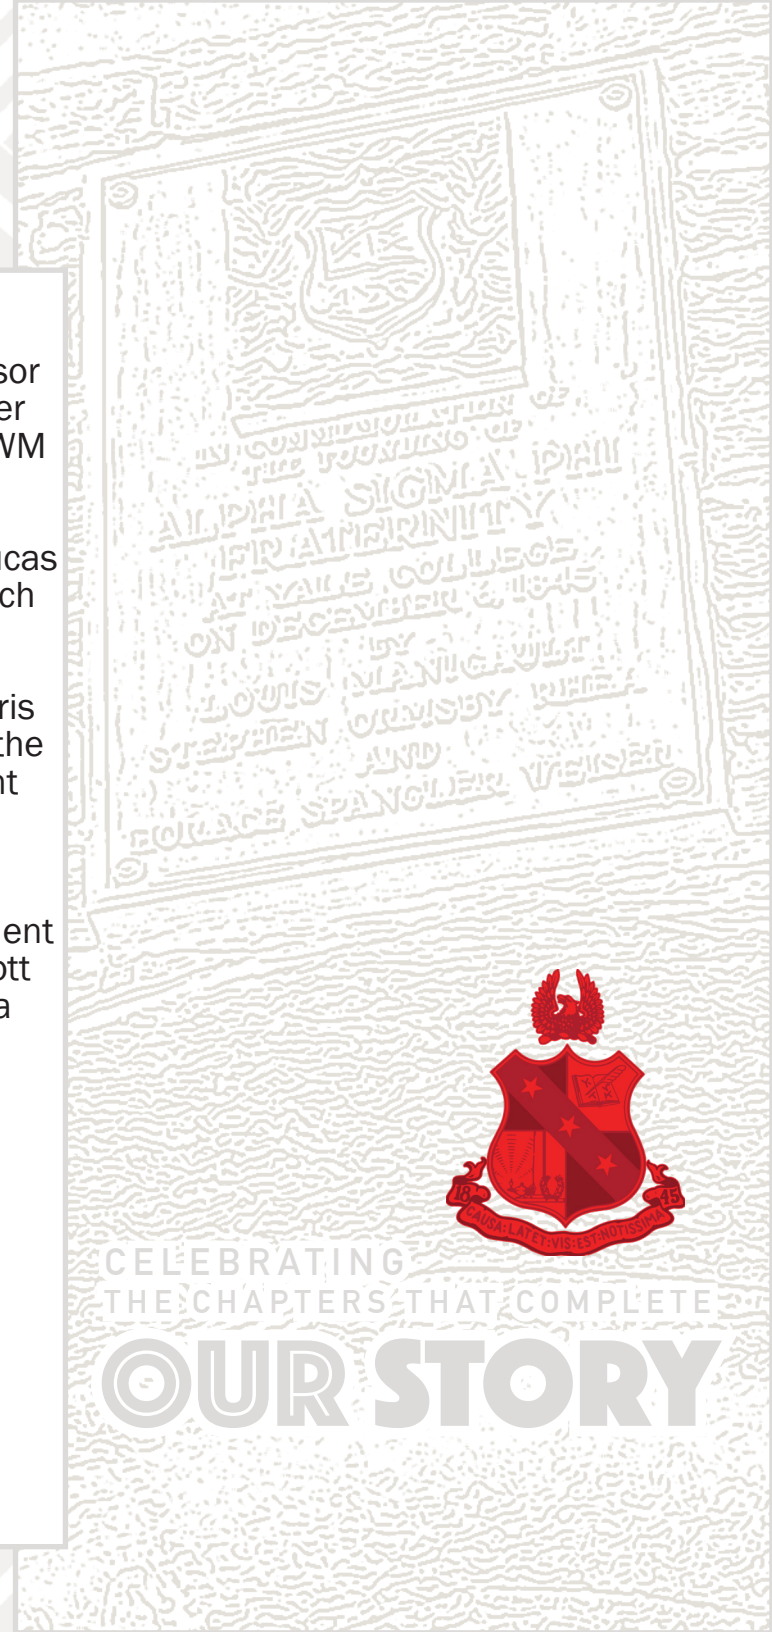 sor
er
WM
ucas
ch
ris
the
nt
ent
ott
a
IN COMMEMORATION OF
THE FOUNDING OF
ALPHA SIGMA PHI
FRATERNITY
AT YALE COLLEGE
ON DECEMBER 6, 1845
BY
LOUIS MANIGAULT
STEPHEN ORMSBY RHEA
AND
HORACE SPANGLER WEISER
18 45
CAUSA:LATET:VIS:EST:NOTISSIMA
CELEBRATING
THE CHAPTERS THAT COMPLETE
OUR STORY